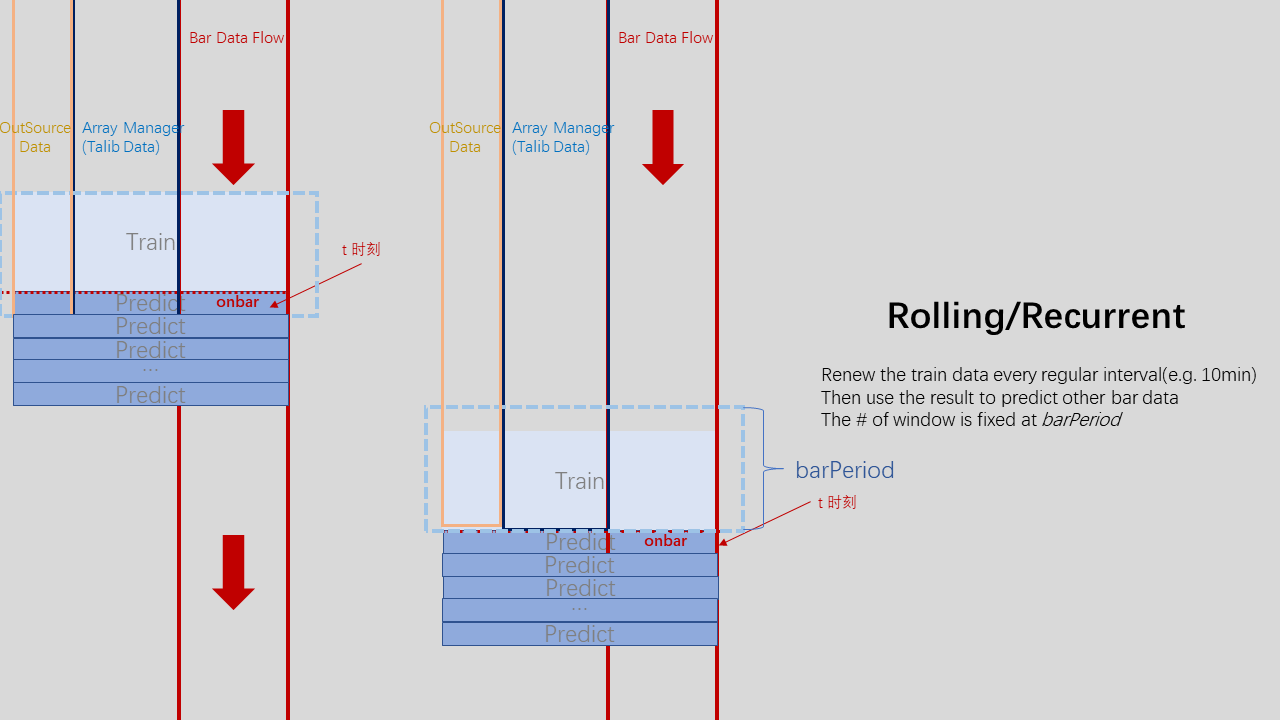 Bar Data Flow
OutSource
Data
Array Manager
(Talib Data)
Train
t 时刻
Predict
onbar
Predict
Predict
...
Predict
Bar Data Flow
OutSource
Data
Array Manager
(Talib Data)
Train
barPeriod
t 时刻
Predict
onbar
Predict
Predict
...
Predict
Rolling/Recurrent
Renew the train data every regular interval(e.g. 10min)
Then use the result to predict other bar data
The # of window is fixed at barPeriod